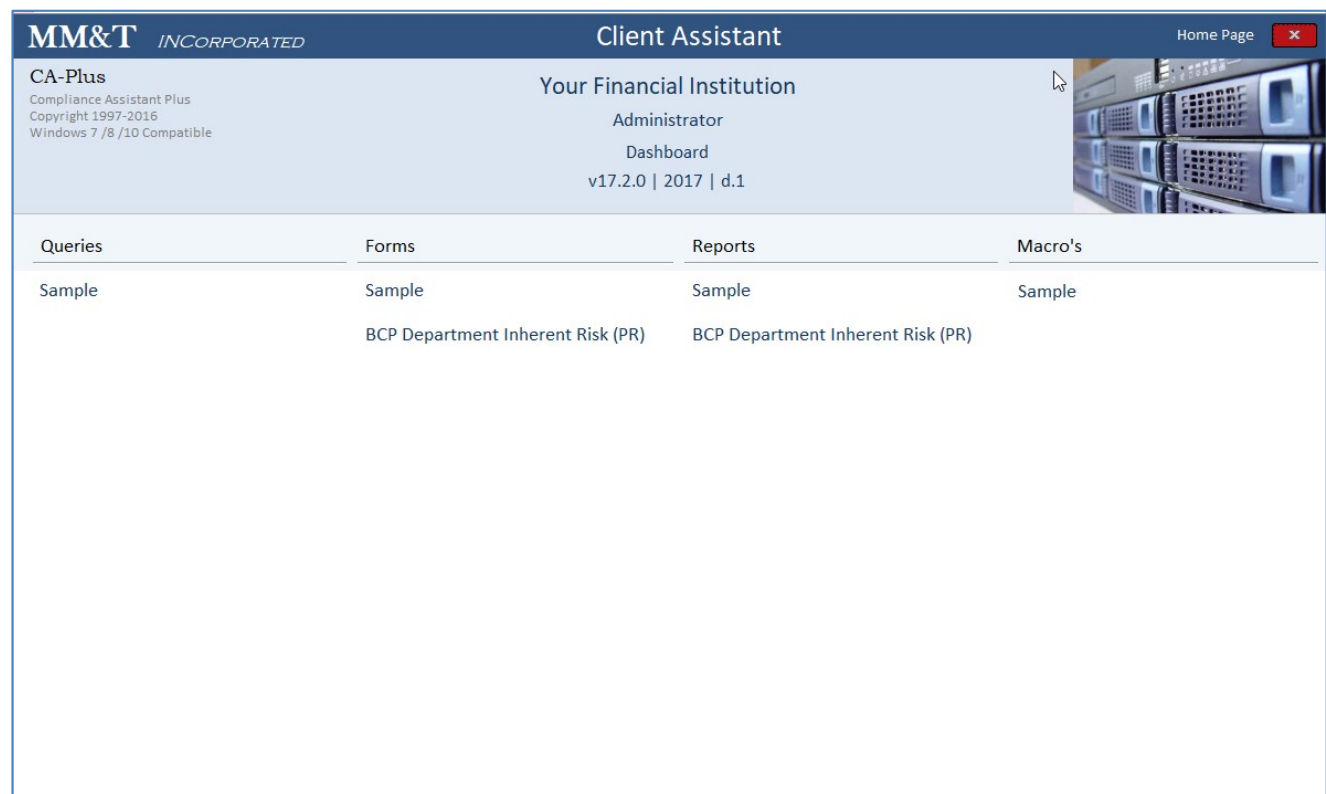 MM&T INCORPORATED
Client Assistant
Home Page
x
CA-Plus
Compliance Assistant Plus
Copyright 1997-2016
Windows 7 /8 /10 Compatible
Your Financial Institution
Administrator
Dashboard
v17.2.0 | 2017 | d.1
Queries
Forms
Reports
Macro's
Sample
Sample
Sample
Sample
BCP Department Inherent Risk (PR)
BCP Department Inherent Risk (PR)